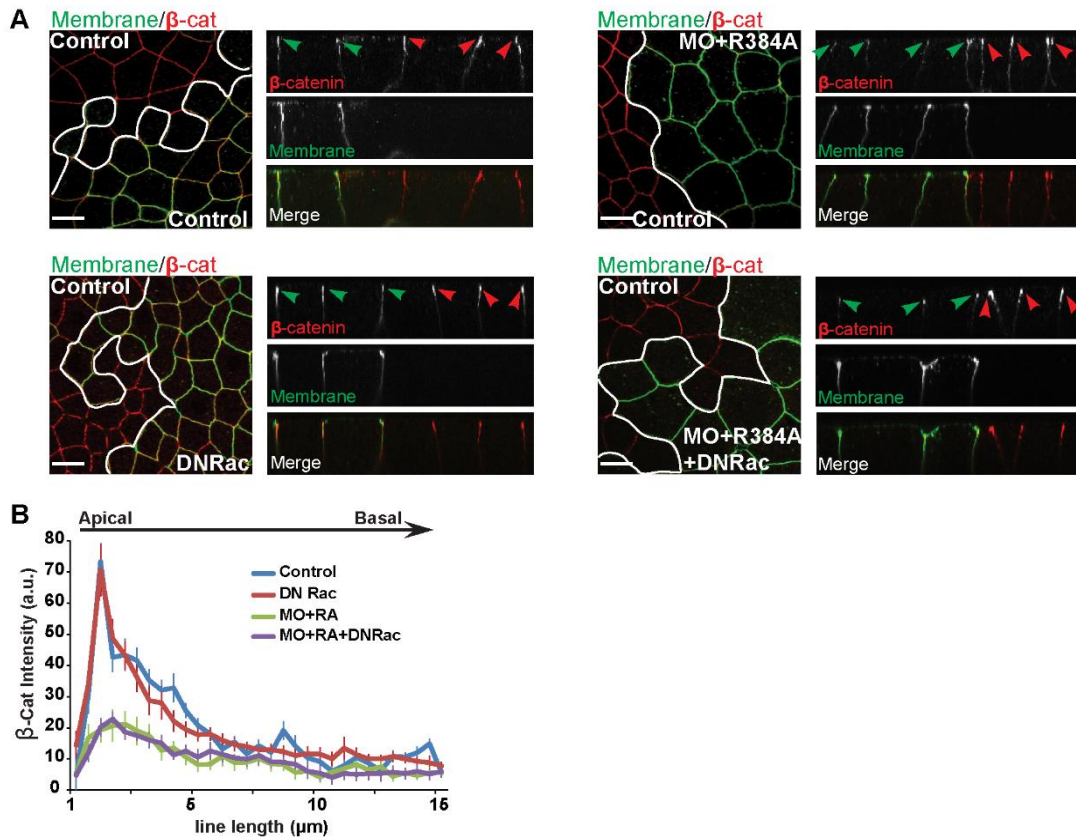 A
Membrane/β-cat
Control
Control
β-catenin
Membrane
Merge
Membrane/β-cat
MO+R384A
Control
β-catenin
Membrane
Merge
Membrane/β-cat
Control
DNRac
β-catenin
Membrane
Merge
Membrane/β-cat
Control
MO+R384A
+DNRac
β-catenin
Membrane
Merge
B
Apical Basal
β-Cat Intensity (a.u.)
80
70
60
50
40
30
20
10
0
Control
DN Rac
MO+RA
MO+RA+DNRac
1 5 10 15
line length (µm)